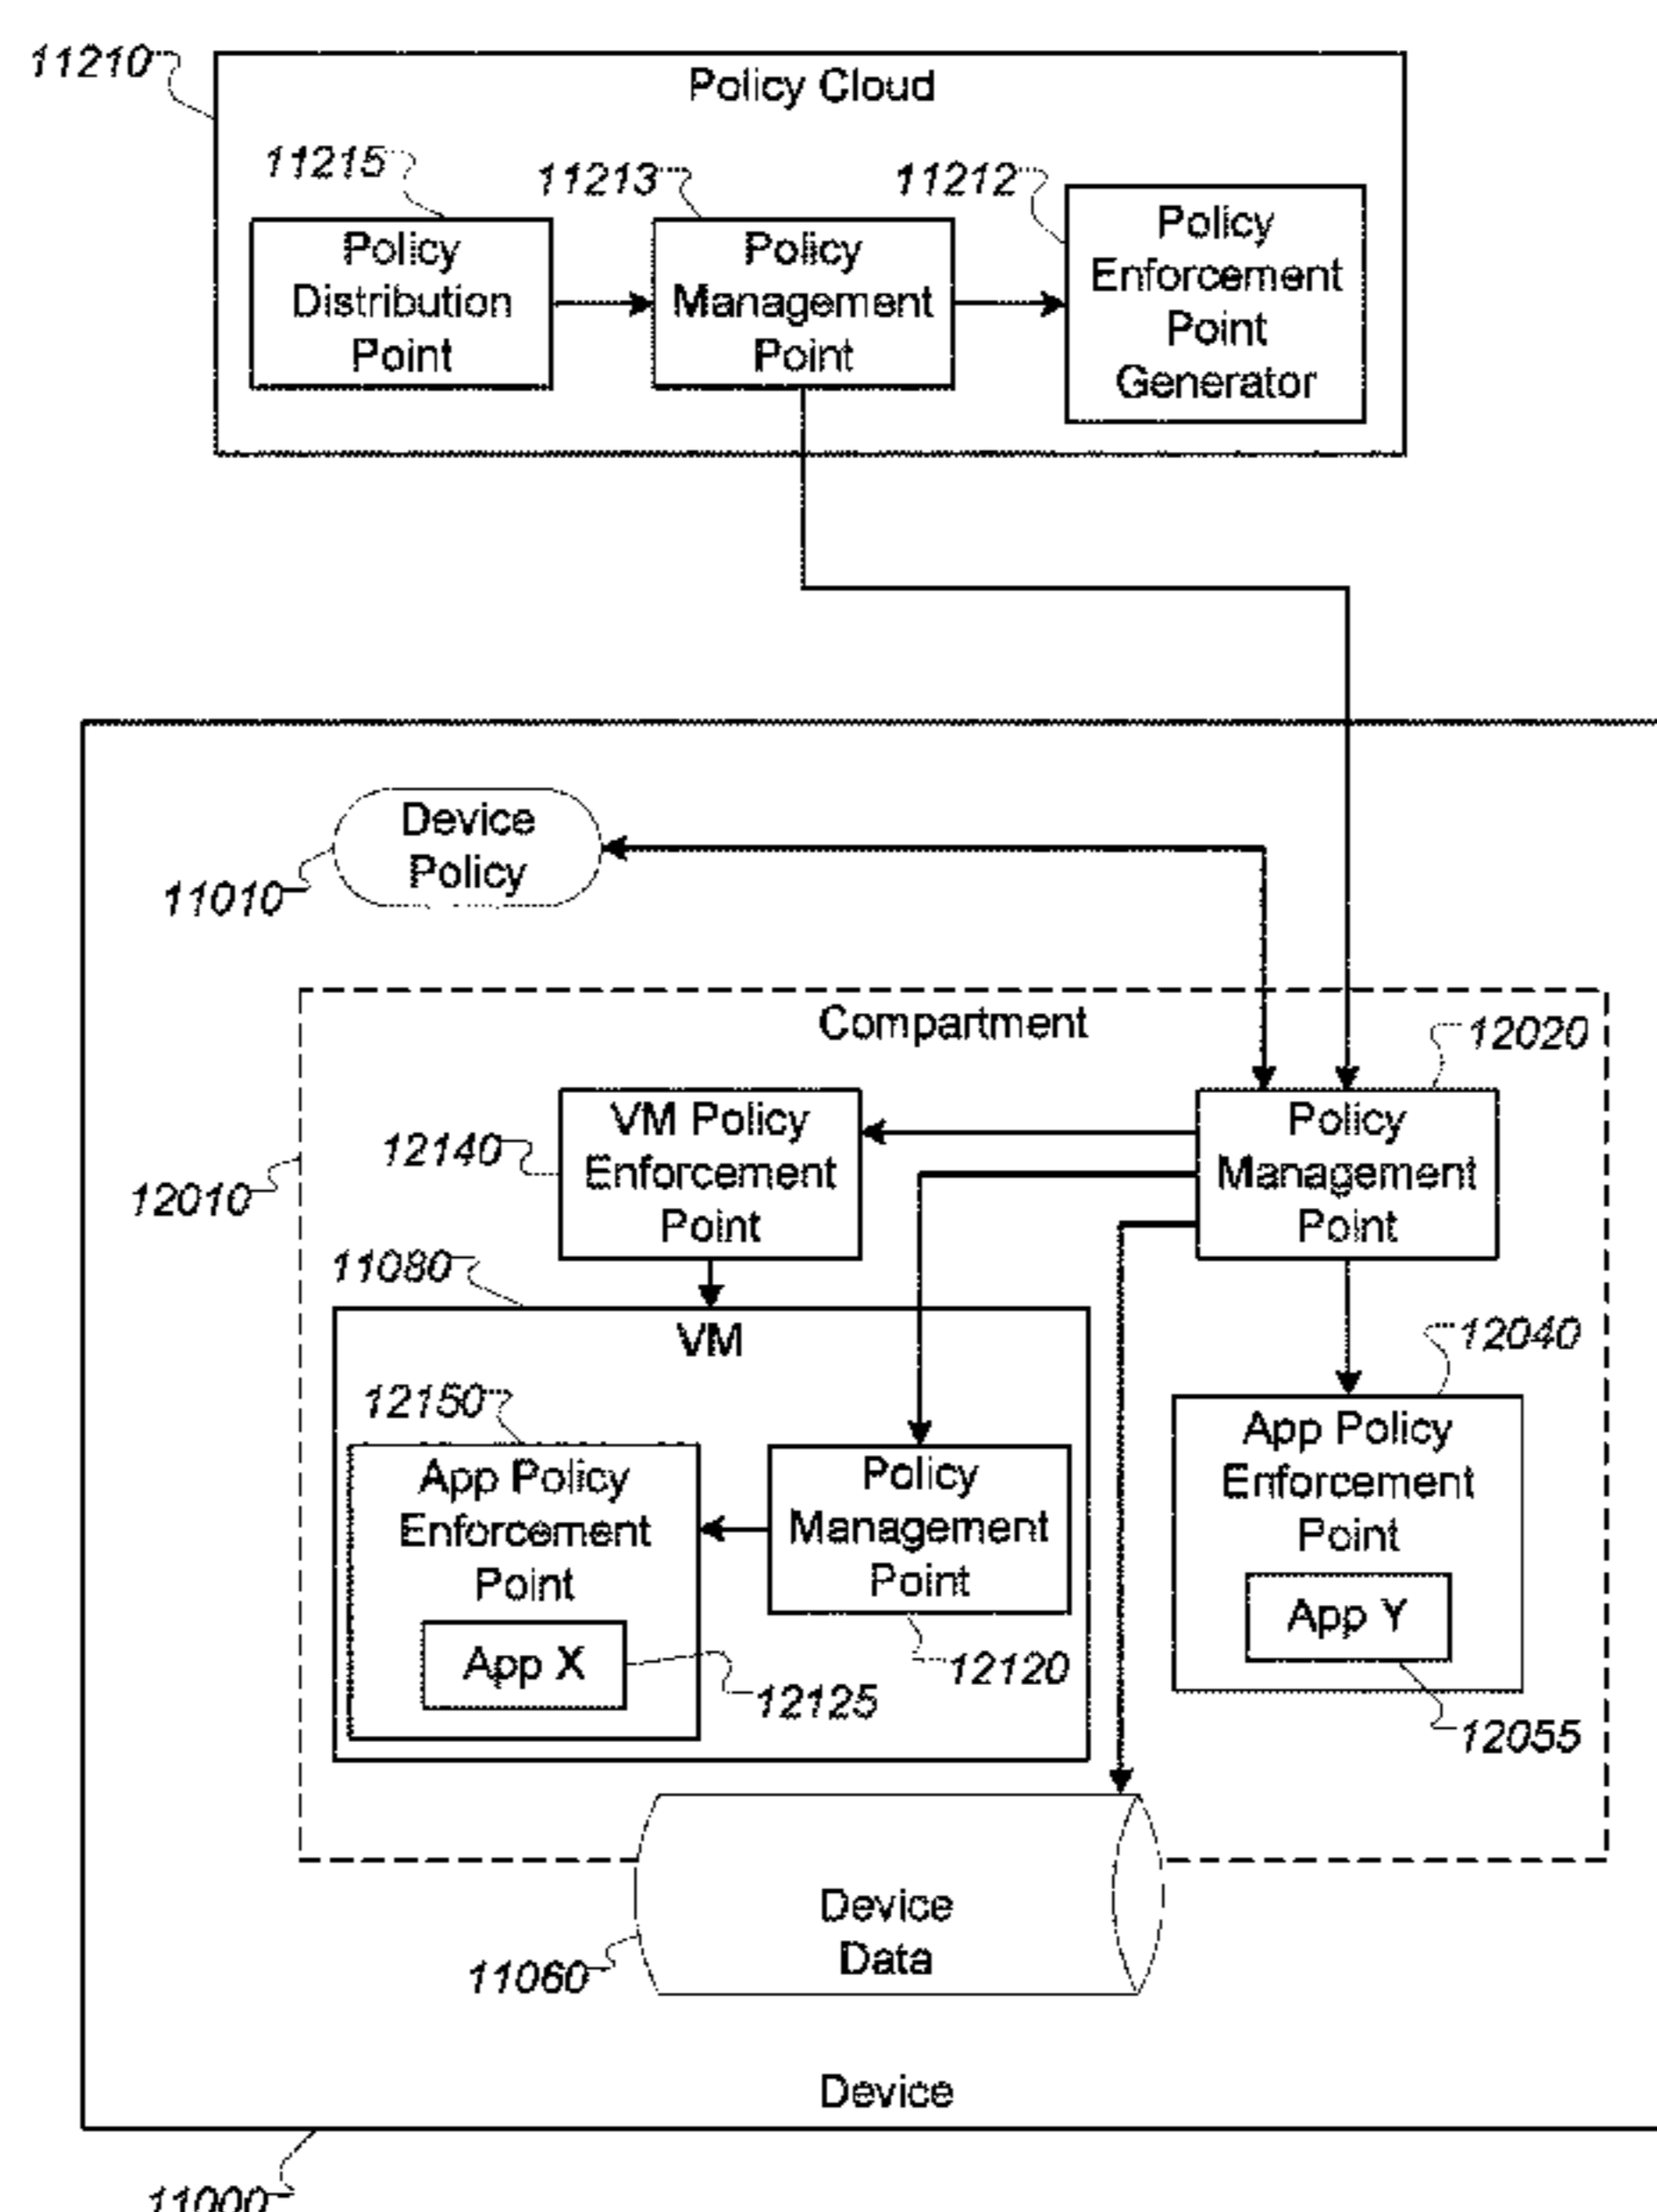 11210
Policy Cloud
11215
11213
11212
Policy
Distribution
Point
Policy
Management
Point
Policy
Enforcement
Point
Generator
Device
Policy
11010
Compartment
12020
VM Policy
Enforcement
Point
12140
Policy
Management
Point
12010
11080
VM
12040
12150
App Policy
Enforcement
Point
App X
Policy
Management
Point
App Policy
Enforcement
Point
App Y
12120
12125
12055
Device
Data
11060
Device
11000